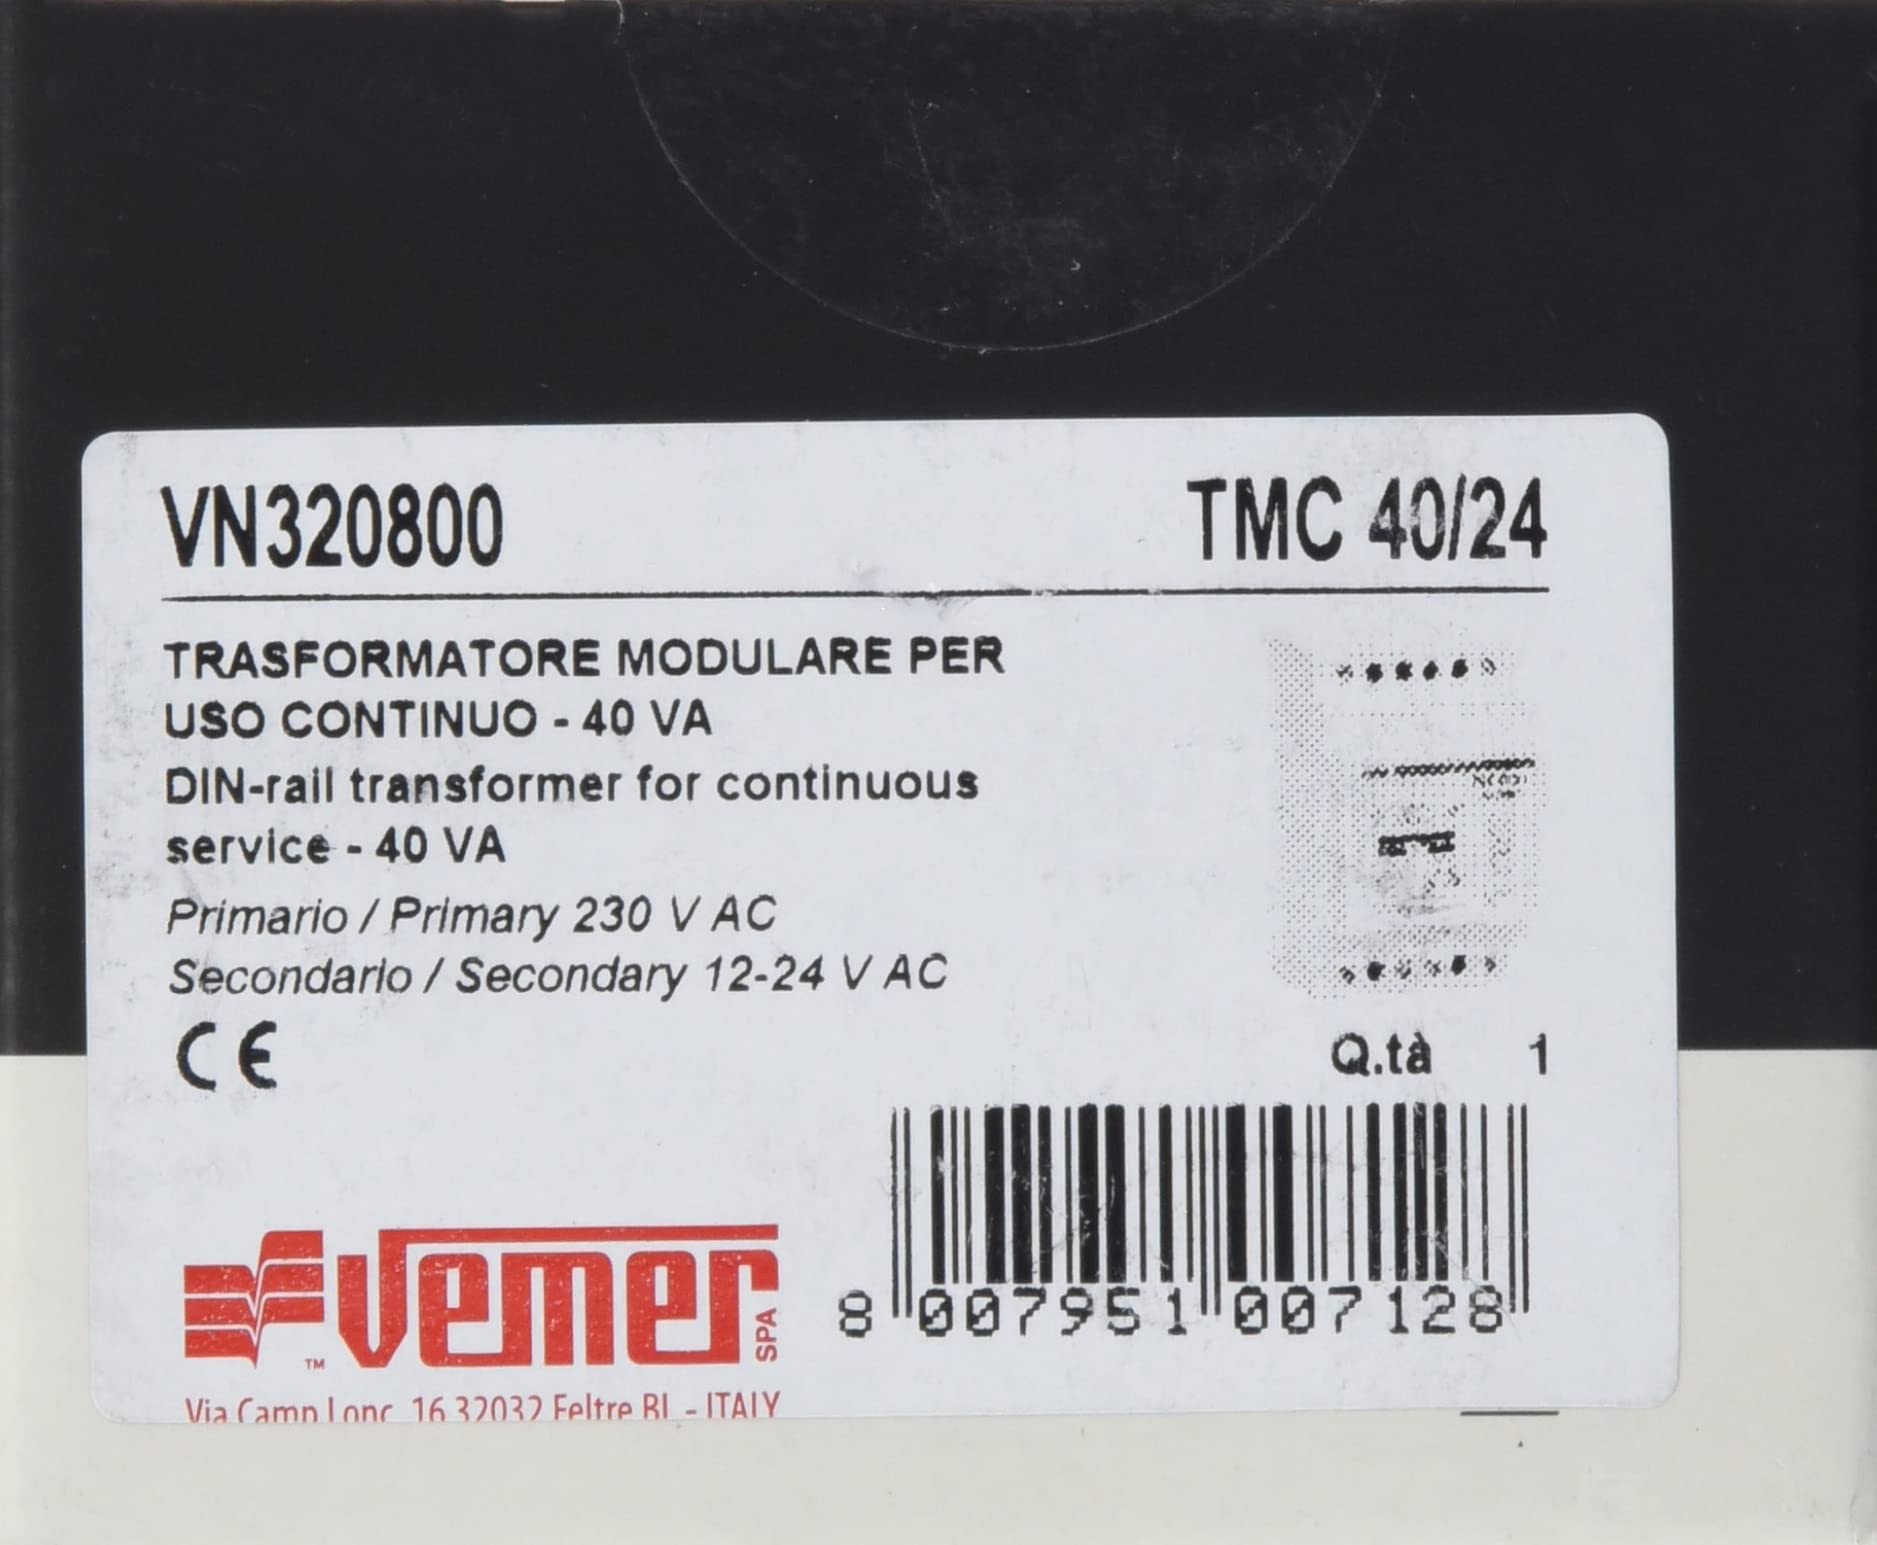 VN320800 TMC 40/24
TRASFORMATORE MODULARE PER
USO CONTINUO - 40 VA
DIN-rail transformer for continuous
service - 40 VA
Primario / Primary 230 V AC
Secondario / Secondary 12-24 V AC
CE
Q.tà 1
8 007951 007128
vemer SPA
TM
Via Camp Lonc, 16 32032 Feltre BL - ITALY